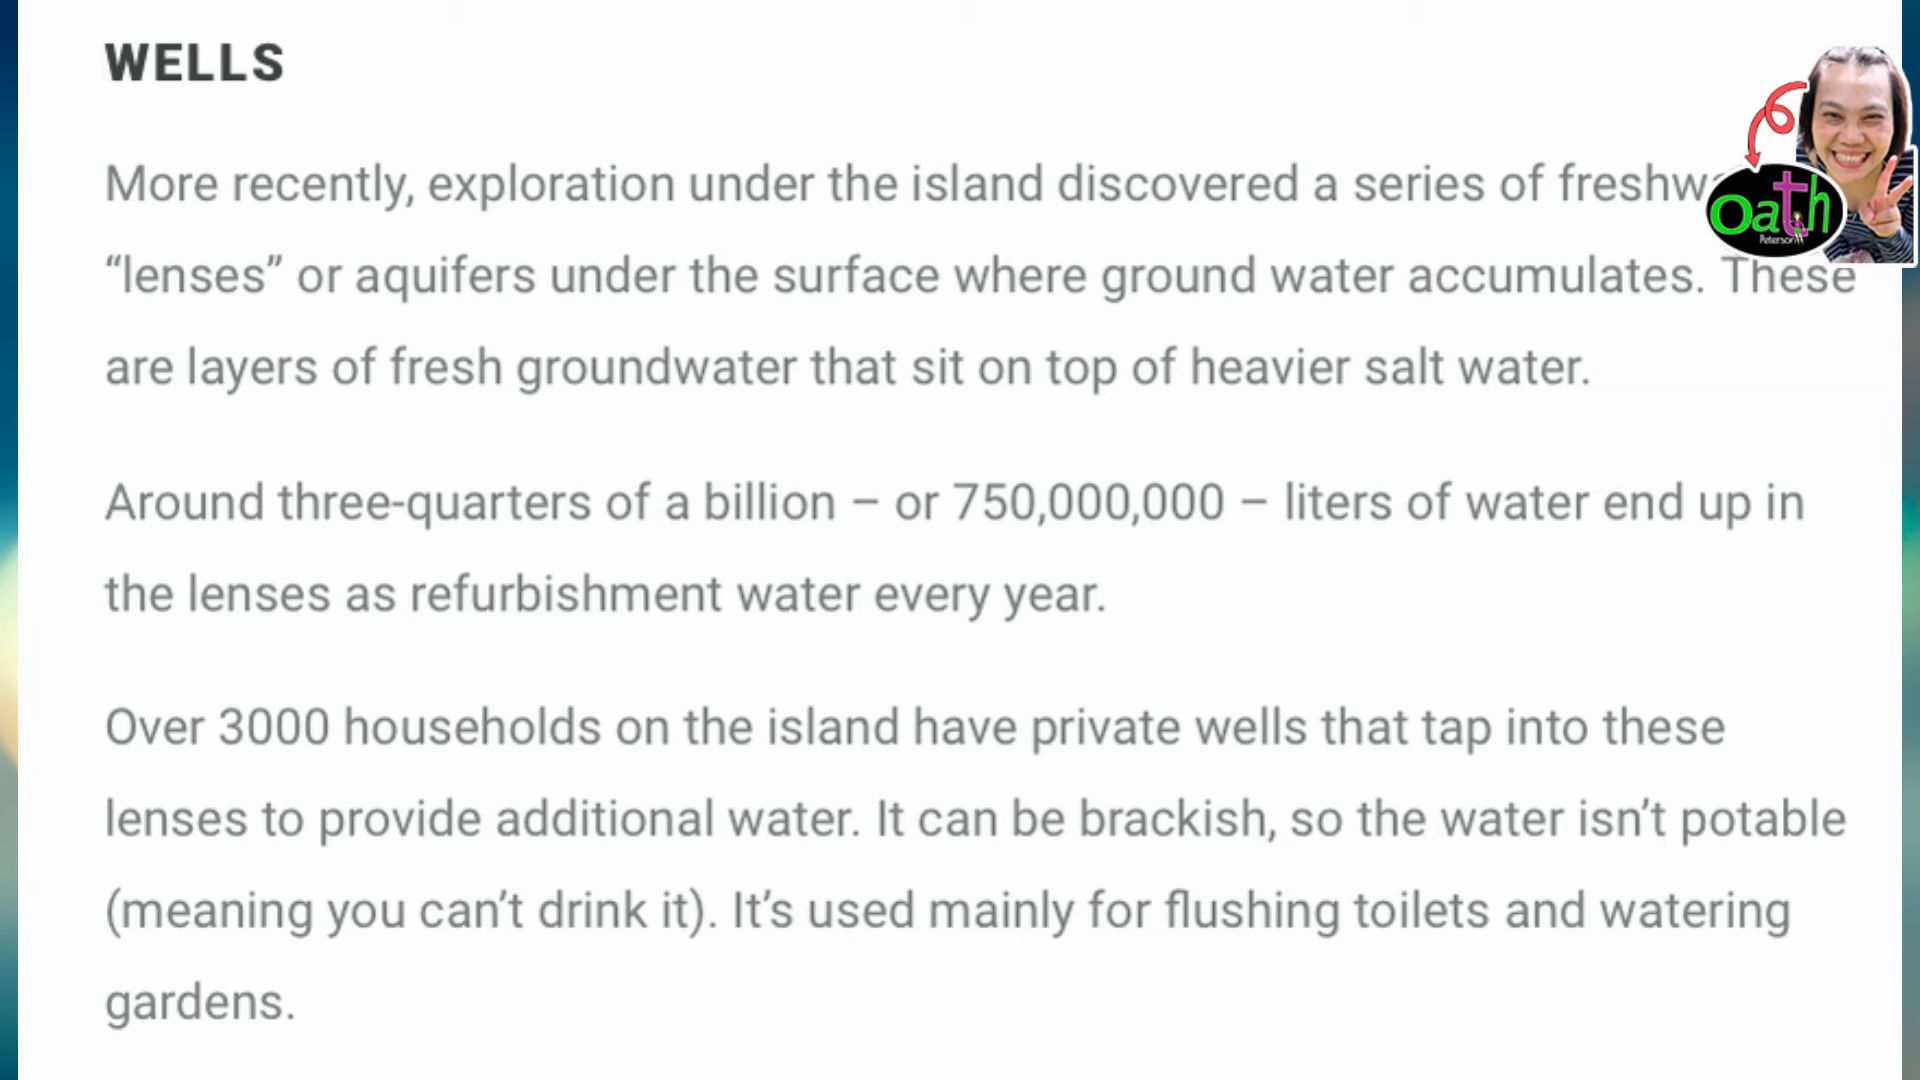 WELLS
More recently, exploration under the island discovered a series of
“lenses” or aquifers under the surface where ground water accumulates. These
are layers of fresh groundwater that sit on top of heavier salt water.
Around three-quarters of a billion – or 750,000,000 – liters of water end up in
the lenses as refurbishment water every year.
Over 3000 households on the island have private wells that tap into these
lenses to provide additional water. It can be brackish, so the water isn’t potable
(meaning you can’t drink it). It’s used mainly for flushing toilets and watering
gardens.
Oath
Peterson